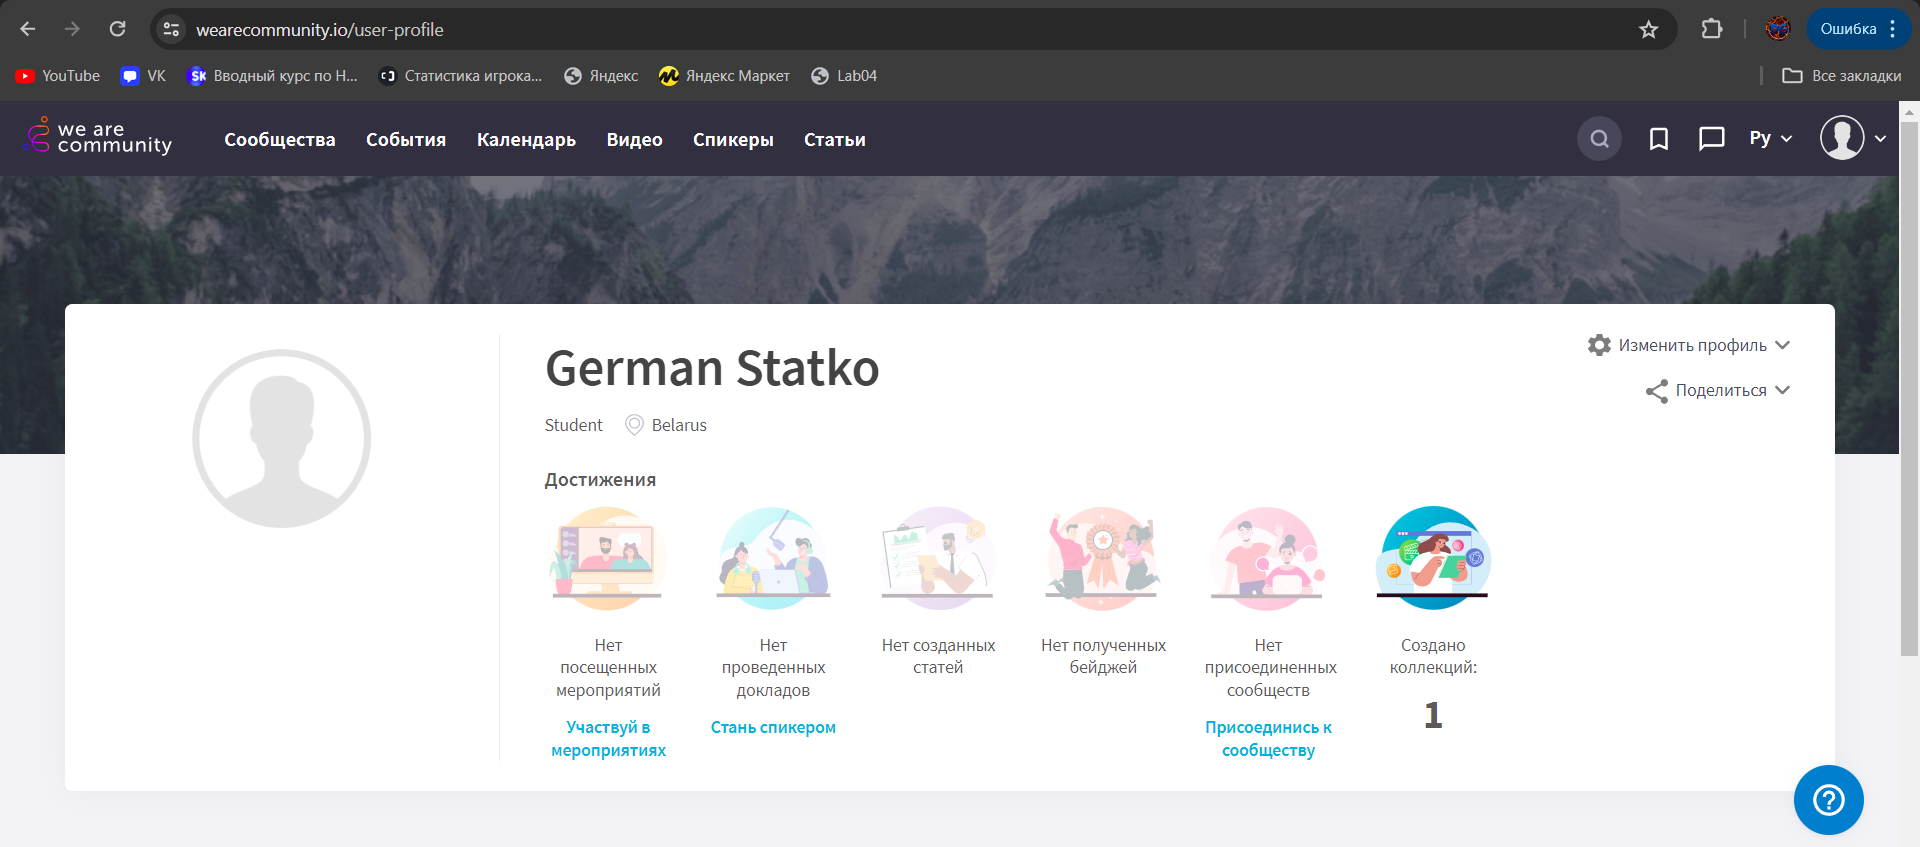 wearecommunity.io/user-profile
Ошибка
YouTube
VK
Вводный курс по Н...
Статистика игрока...
Яндекс
Яндекс Маркет
Lab04
Все закладки
we are
community
Сообщества
События
Календарь
Видео
Спикеры
Статьи
Ру
German Statko
Изменить профиль
Поделиться
Student
Belarus
Достижения
Нет
посещенных
мероприятий
Участвуй в
мероприятиях
Нет
проведенных
докладов
Стань спикером
Нет созданных
статей
Нет полученных
бейджей
Нет
присоединенных
сообществ
Присоединись к
сообществу
Создано
коллекций:
1